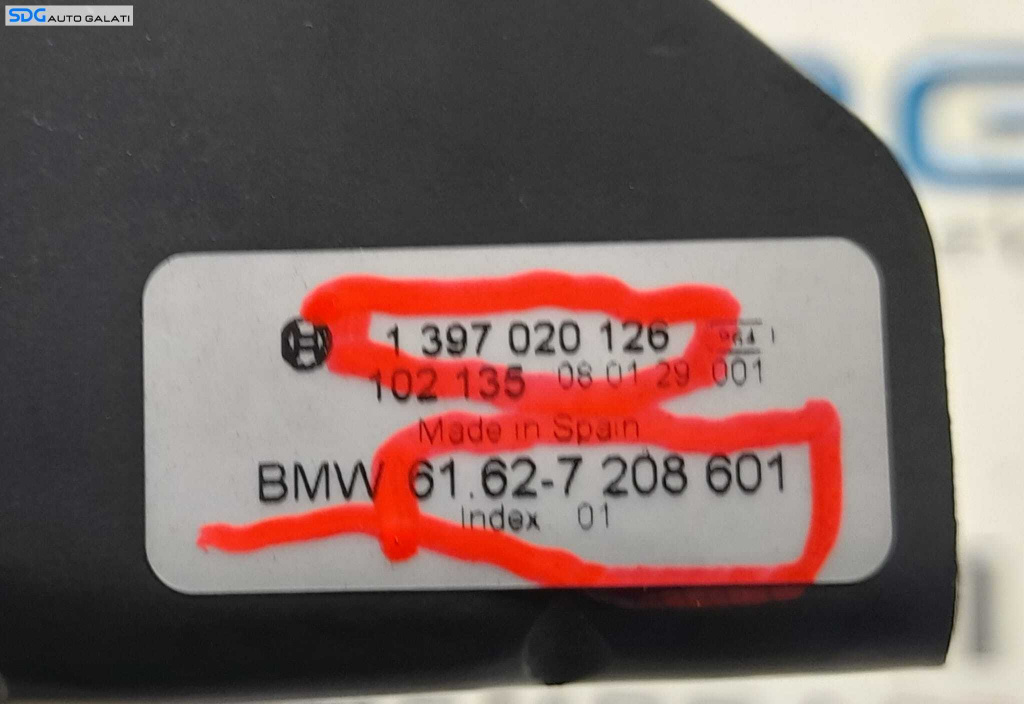 SDG AUTO GALATI
1 397 020 126
102 135 08 01 29 001
Made in Spain
BMW 61.62-7 208 601
Index 01